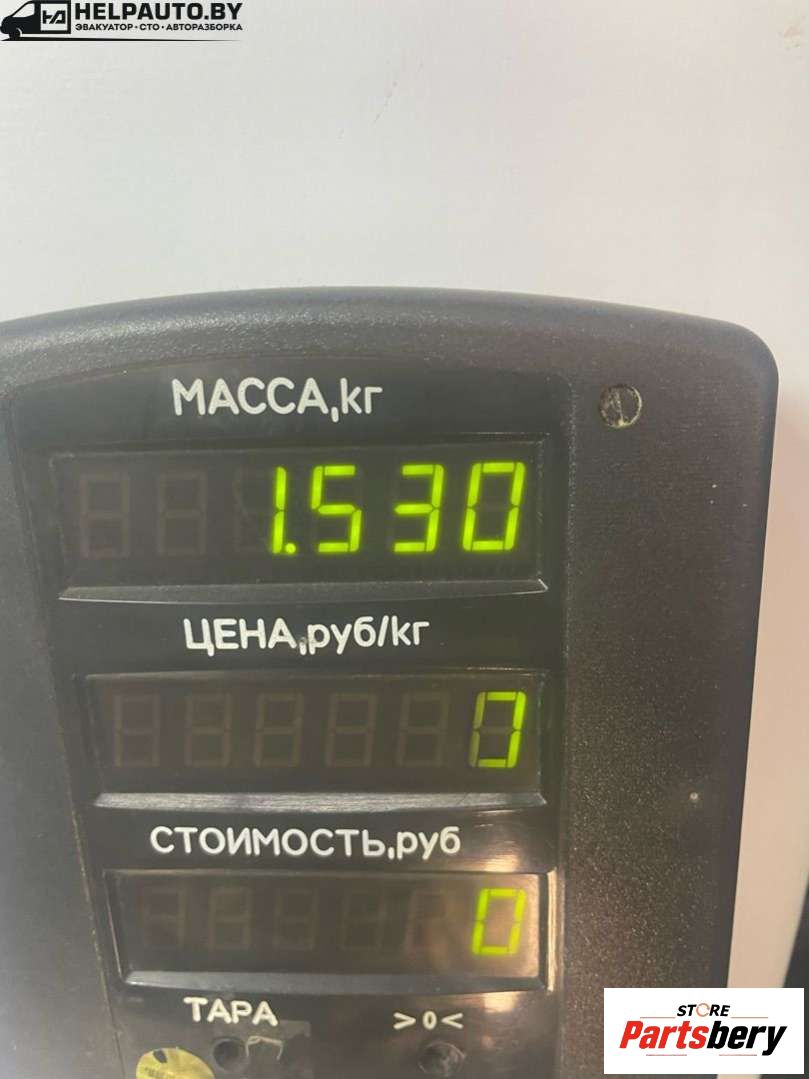 HELPAUTO.BY
ЭВАКУАТОР • СТО • АВТОРАЗБОРКА
МАССА,кг
1.530
ЦЕНА,руб/кг
0
СТОИМОСТЬ,руб
0
ТАРА >0<
STORE
Partsbery